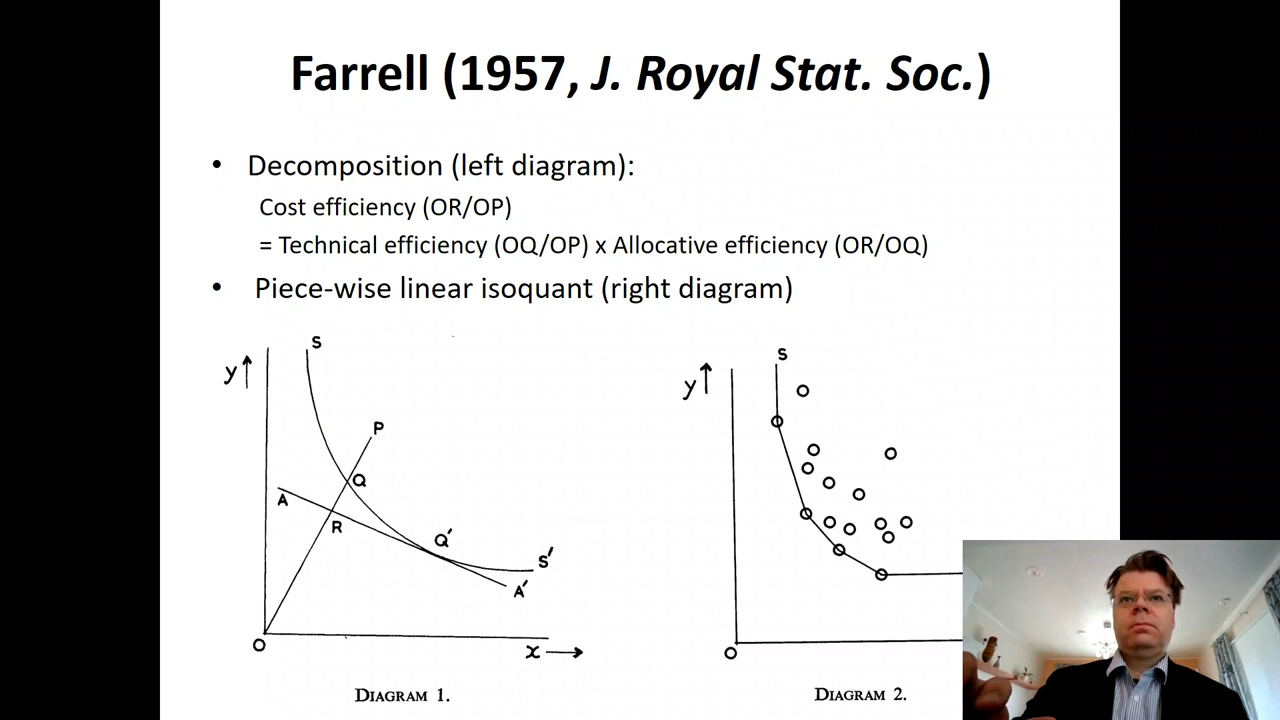 Farrell (1957, J. Royal Stat. Soc.)
• Decomposition (left diagram):
Cost efficiency (OR/OP)
= Technical efficiency (OQ/OP) x Allocative efficiency (OR/OQ)
• Piece-wise linear isoquant (right diagram)
S
y↑
P
Q
A
R
Q'
S'
A'
O
x →
DIAGRAM 1.
S
y↑
O
DIAGRAM 2.